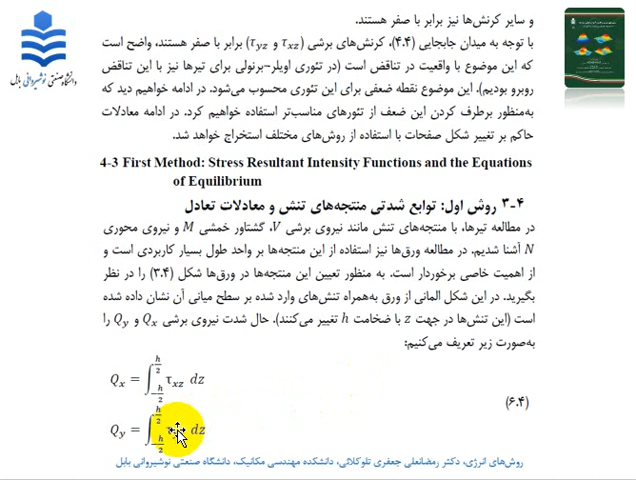 و سایر کرنش‌ها نیز برابر با صفر هستند.
با توجه به میدان جابجایی (۴.۴)، کرنش‌های برشی (τxz و τyz) برابر با صفر هستند، واضح است
که این موضوع با واقعیت در تناقض است (در تئوری اویلر-برنولی برای تیرها نیز با این تناقض
روبرو بودیم). این موضوع نقطه ضعفی برای این تئوری محسوب می‌شود. در ادامه خواهیم دید که
به‌منظور برطرف کردن این ضعف از تئورهای مناسب‌تر استفاده خواهیم کرد. در ادامه معادلات
حاکم بر تغییر شکل صفحات با استفاده از روش‌های مختلف استخراج خواهد شد.
4-3 First Method: Stress Resultant Intensity Functions and the Equations
of Equilibrium
۳-۴ روش اول: توابع شدتی منتجه‌های تنش و معادلات تعادل
در مطالعه تیرها، با منتجه‌های تنش مانند نیروی برشی V، گشتاور خمشی M و نیروی محوری
N آشنا شدیم. در مطالعه ورق‌ها نیز استفاده از این منتجه‌ها بر واحد طول بسیار کاربردی است و
از اهمیت خاصی برخوردار است. به منظور تعیین این منتجه‌ها در ورق‌ها شکل (۳.۴) را در نظر
بگیرید. در این شکل المانی از ورق به‌همراه تنش‌های وارد شده بر سطح میانی آن نشان داده شده
است (این تنش‌ها در جهت z با ضخامت h تغییر می‌کنند). حال شدت نیروی برشی Qx و Qy را
به‌صورت زیر تعریف می‌کنیم:
Qx = ∫_{-h/2}^{h/2} τxz dz
(۶.۴)
Qy = ∫_{-h/2}^{h/2} dz
روش‌های انرژی، دکتر رمضانعلی جعفری تلوکلائی، دانشکده مهندسی مکانیک، دانشگاه صنعتی نوشیروانی بابل
دانشگاه صنعتی نوشیروانی بابل